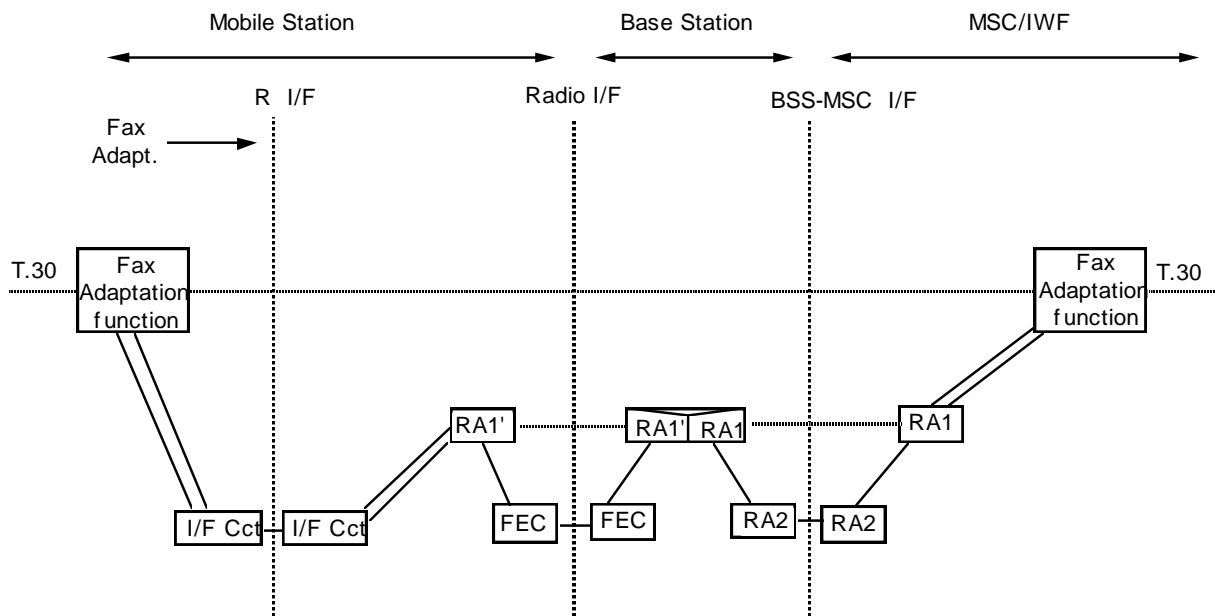 Mobile Station
Base Station
MSC/IWF
R I/F
Radio I/F
BSS-MSC I/F
Fax
Adapt.
T.30
Fax
Adaptation
function
Fax
Adaptation
function
T.30
RA1'
RA1'
RA1
RA1
I/F Cct
I/F Cct
FEC
FEC
RA2
RA2